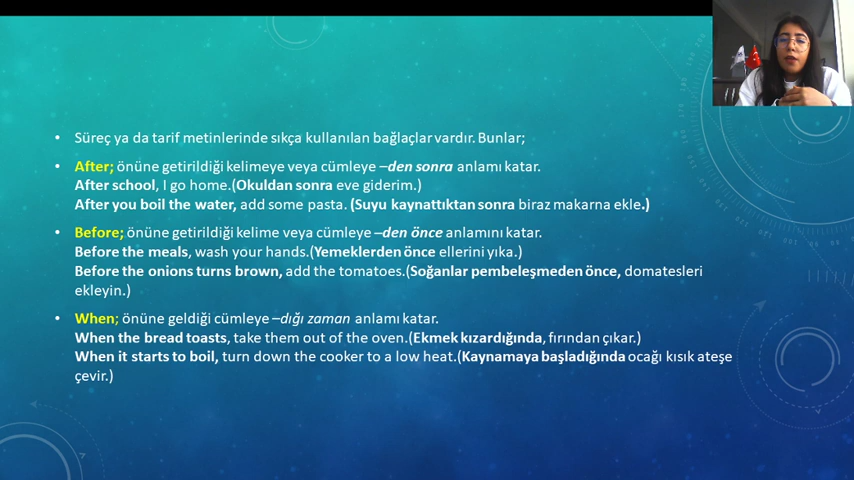 • Süreç ya da tarif metinlerinde sıkça kullanılan bağlaçlar vardır. Bunlar;
• After; önüne getirildiği kelimeye veya cümleye –den sonra anlamı katar.
After school, I go home.(Okuldan sonra eve giderim.)
After you boil the water, add some pasta. (Suyu kaynattıktan sonra biraz makarna ekle.)
• Before; önüne getirildiği kelime veya cümleye –den önce anlamını katar.
Before the meals, wash your hands.(Yemeklerden önce ellerini yıka.)
Before the onions turns brown, add the tomatoes.(Soğanlar pembeleşmeden önce, domatesleri
ekleyin.)
• When; önüne geldiği cümleye –dığı zaman anlamı katar.
When the bread toasts, take them out of the oven.(Ekmek kızardığında, fırından çıkar.)
When it starts to boil, turn down the cooker to a low heat.(Kaynamaya başladığında ocağı kısık ateşe
çevir.)